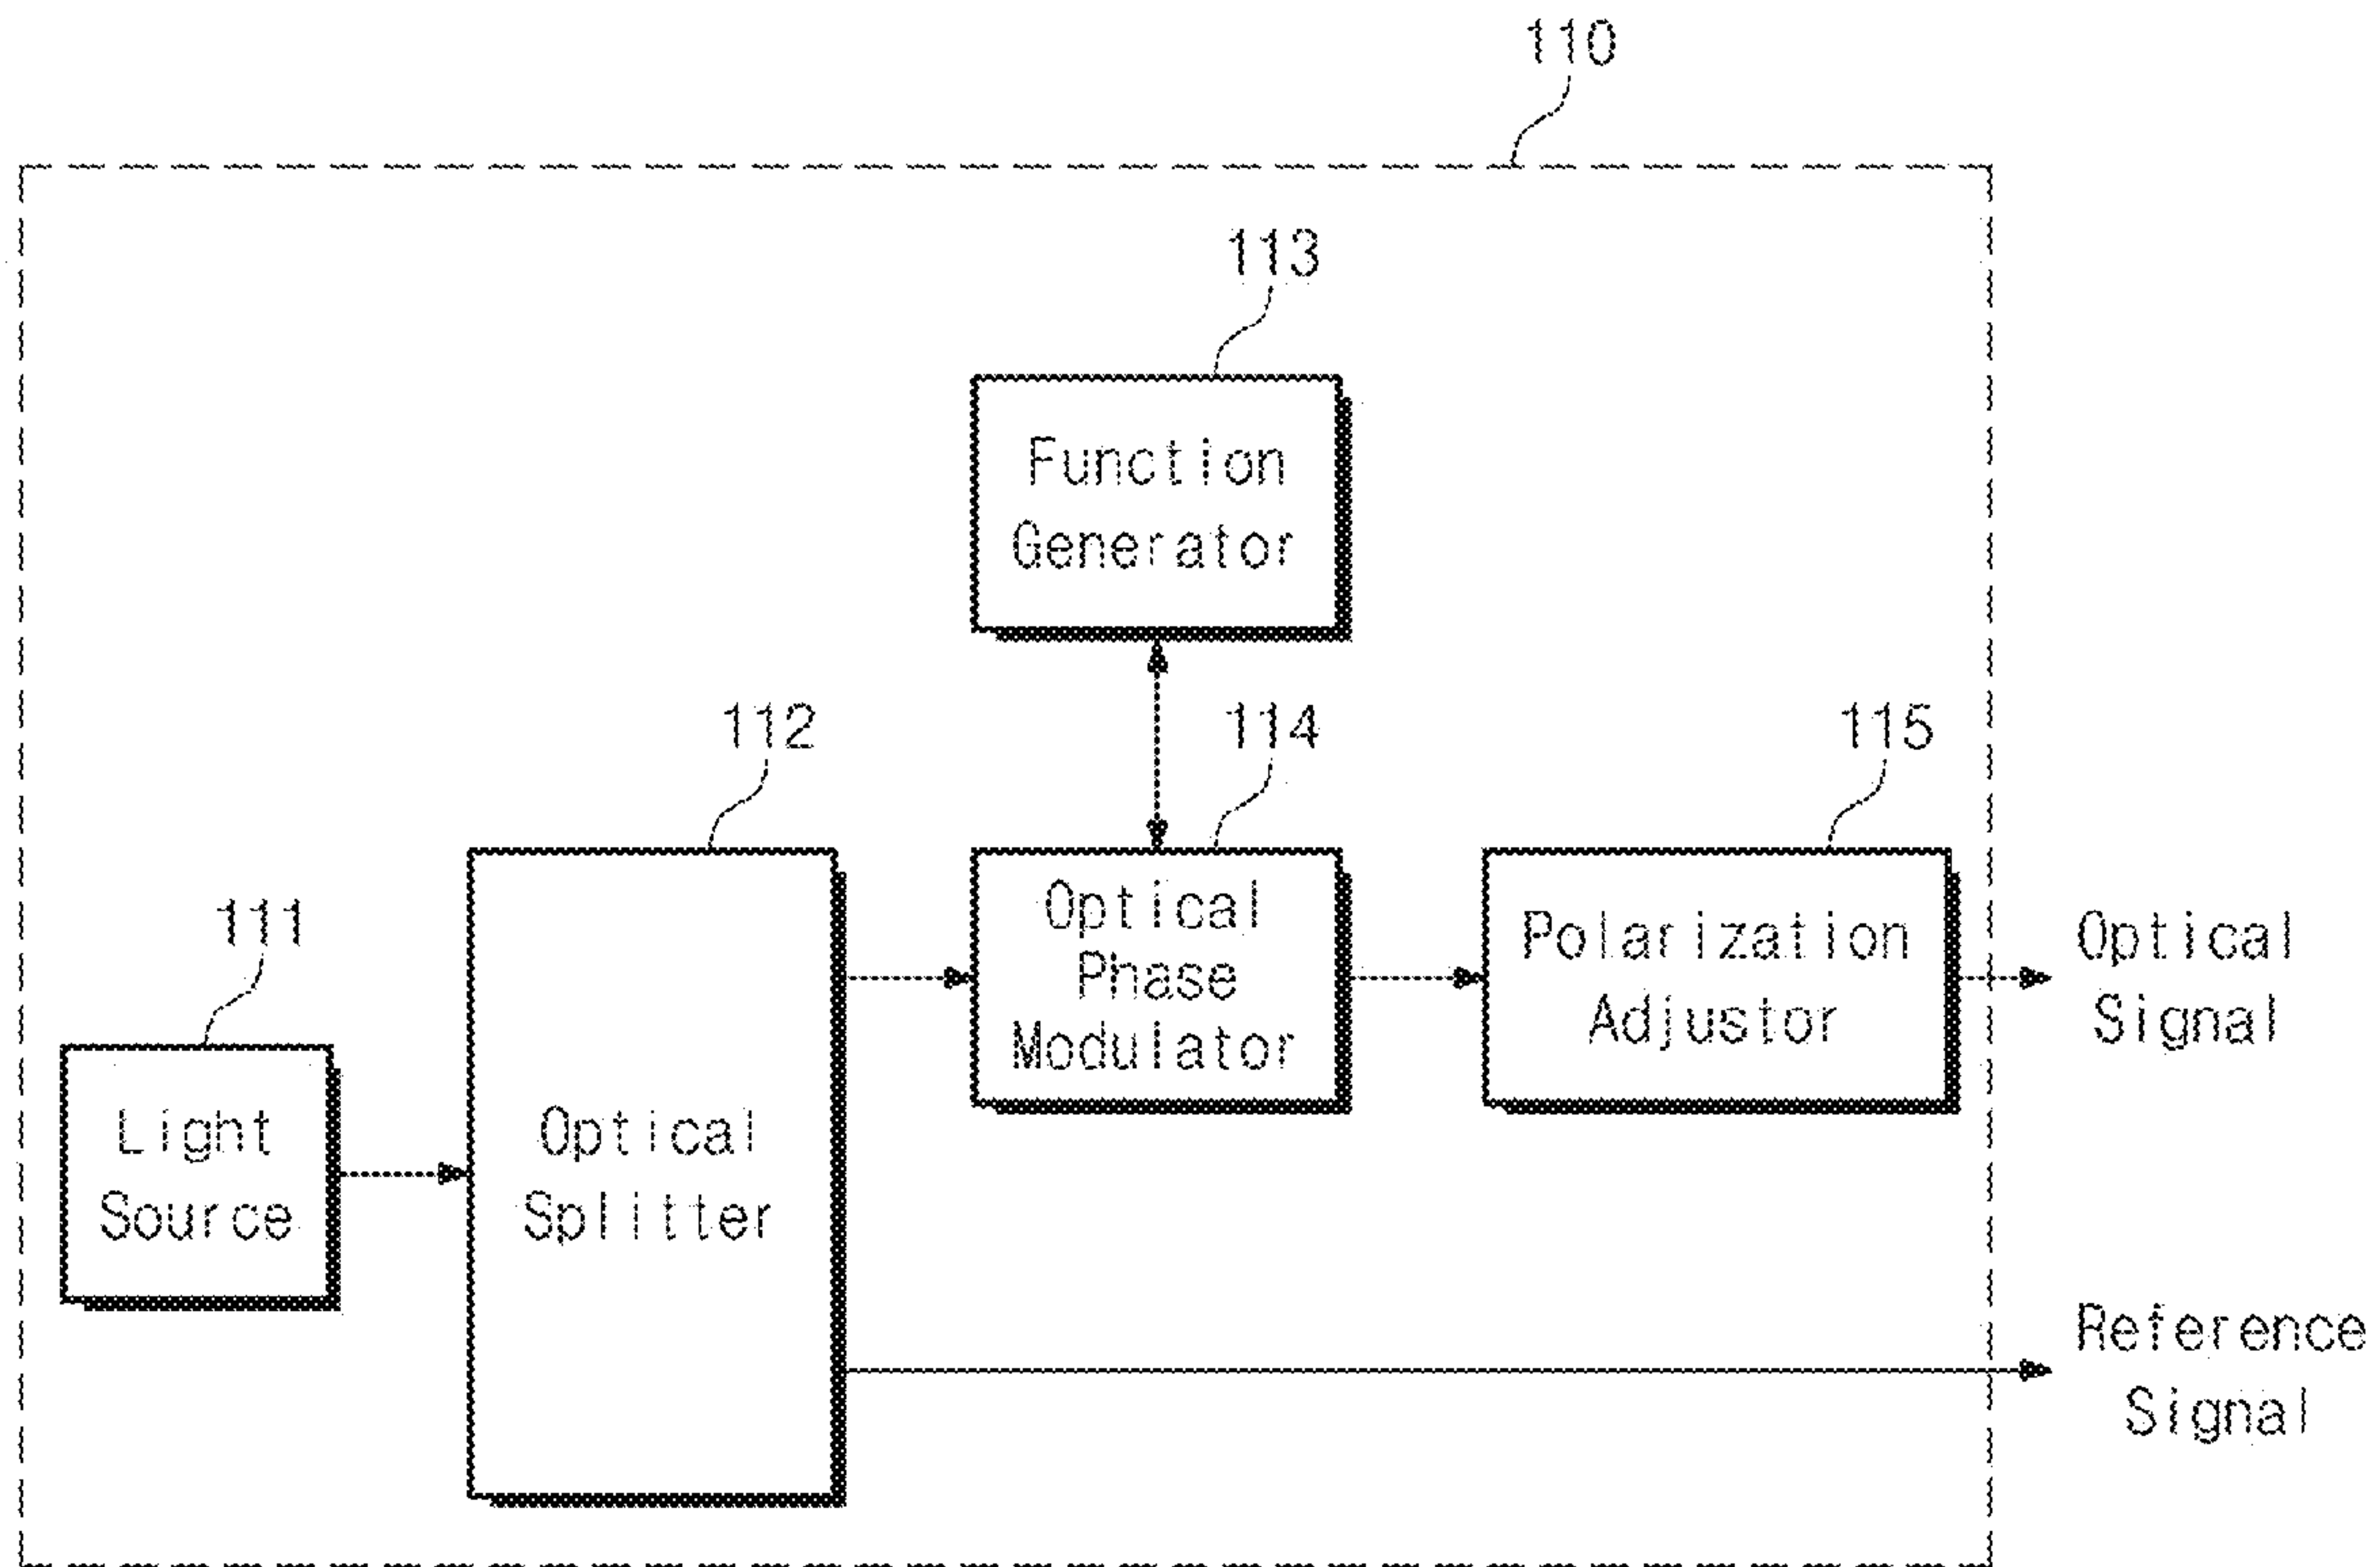 110
113
Function
Generator
112
114
115
111
Optical
Phase
Modulator
Polarization
Adjustor
Optical
Signal
Light
Source
Optical
Splitter
Reference
Signal